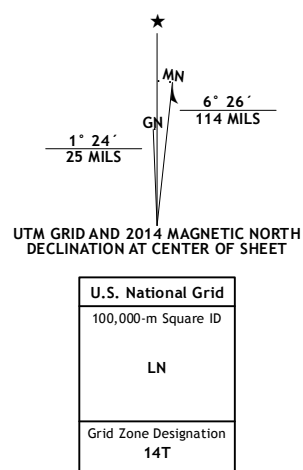 ★
MN
6° 26´
114 MILS
GN
1° 24´
25 MILS
UTM GRID AND 2014 MAGNETIC NORTH
DECLINATION AT CENTER OF SHEET
U.S. National Grid
100,000-m Square ID
LN
Grid Zone Designation
14T